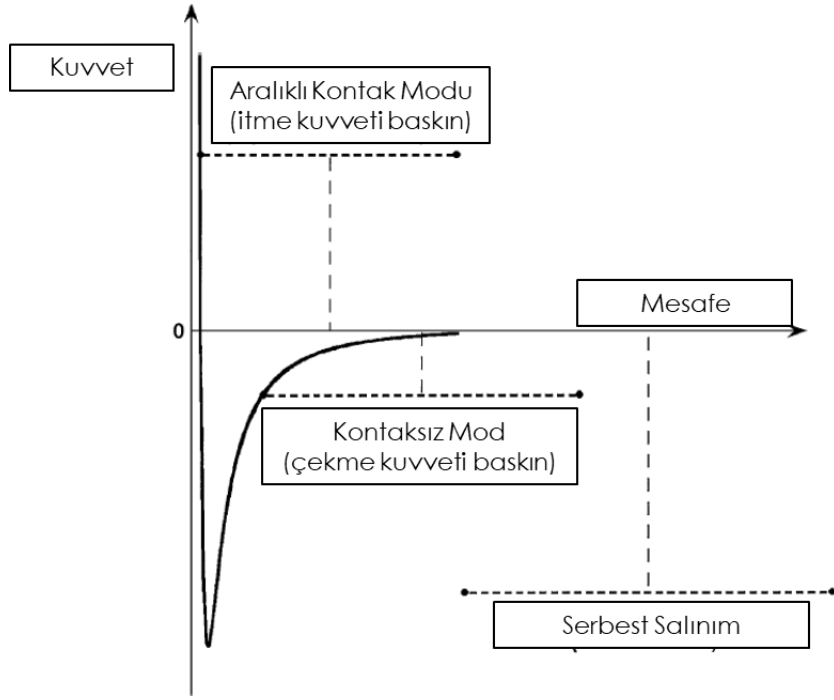 Kuvvet
Aralıklı Kontak Modu
(itme kuvveti baskın)
Mesafe
0
Kontaksız Mod
(çekme kuvveti baskın)
Serbest Salınım